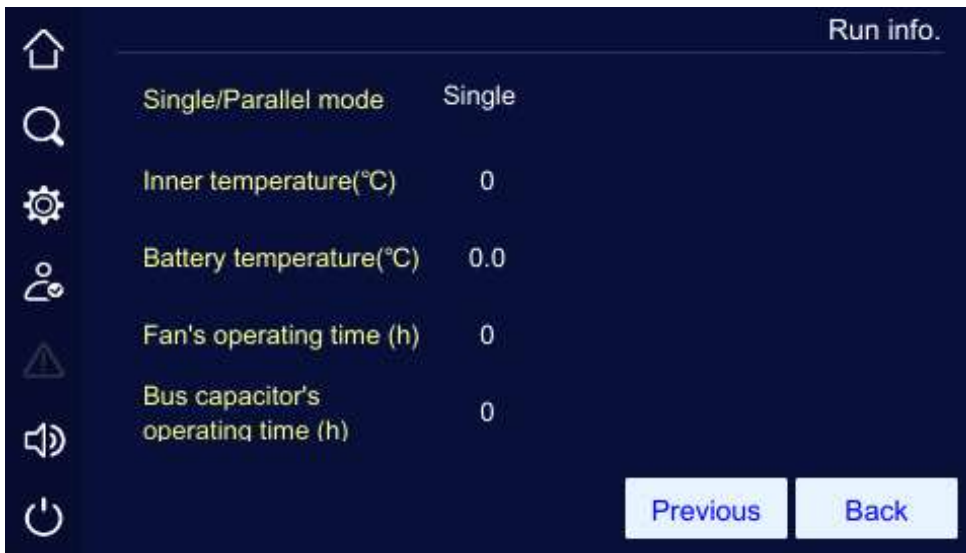 Run info.
Single/Parallel mode Single
Inner temperature(℃) 0
Battery temperature(℃) 0.0
Fan's operating time (h) 0
Bus capacitor's
operating time (h) 0
Previous Back